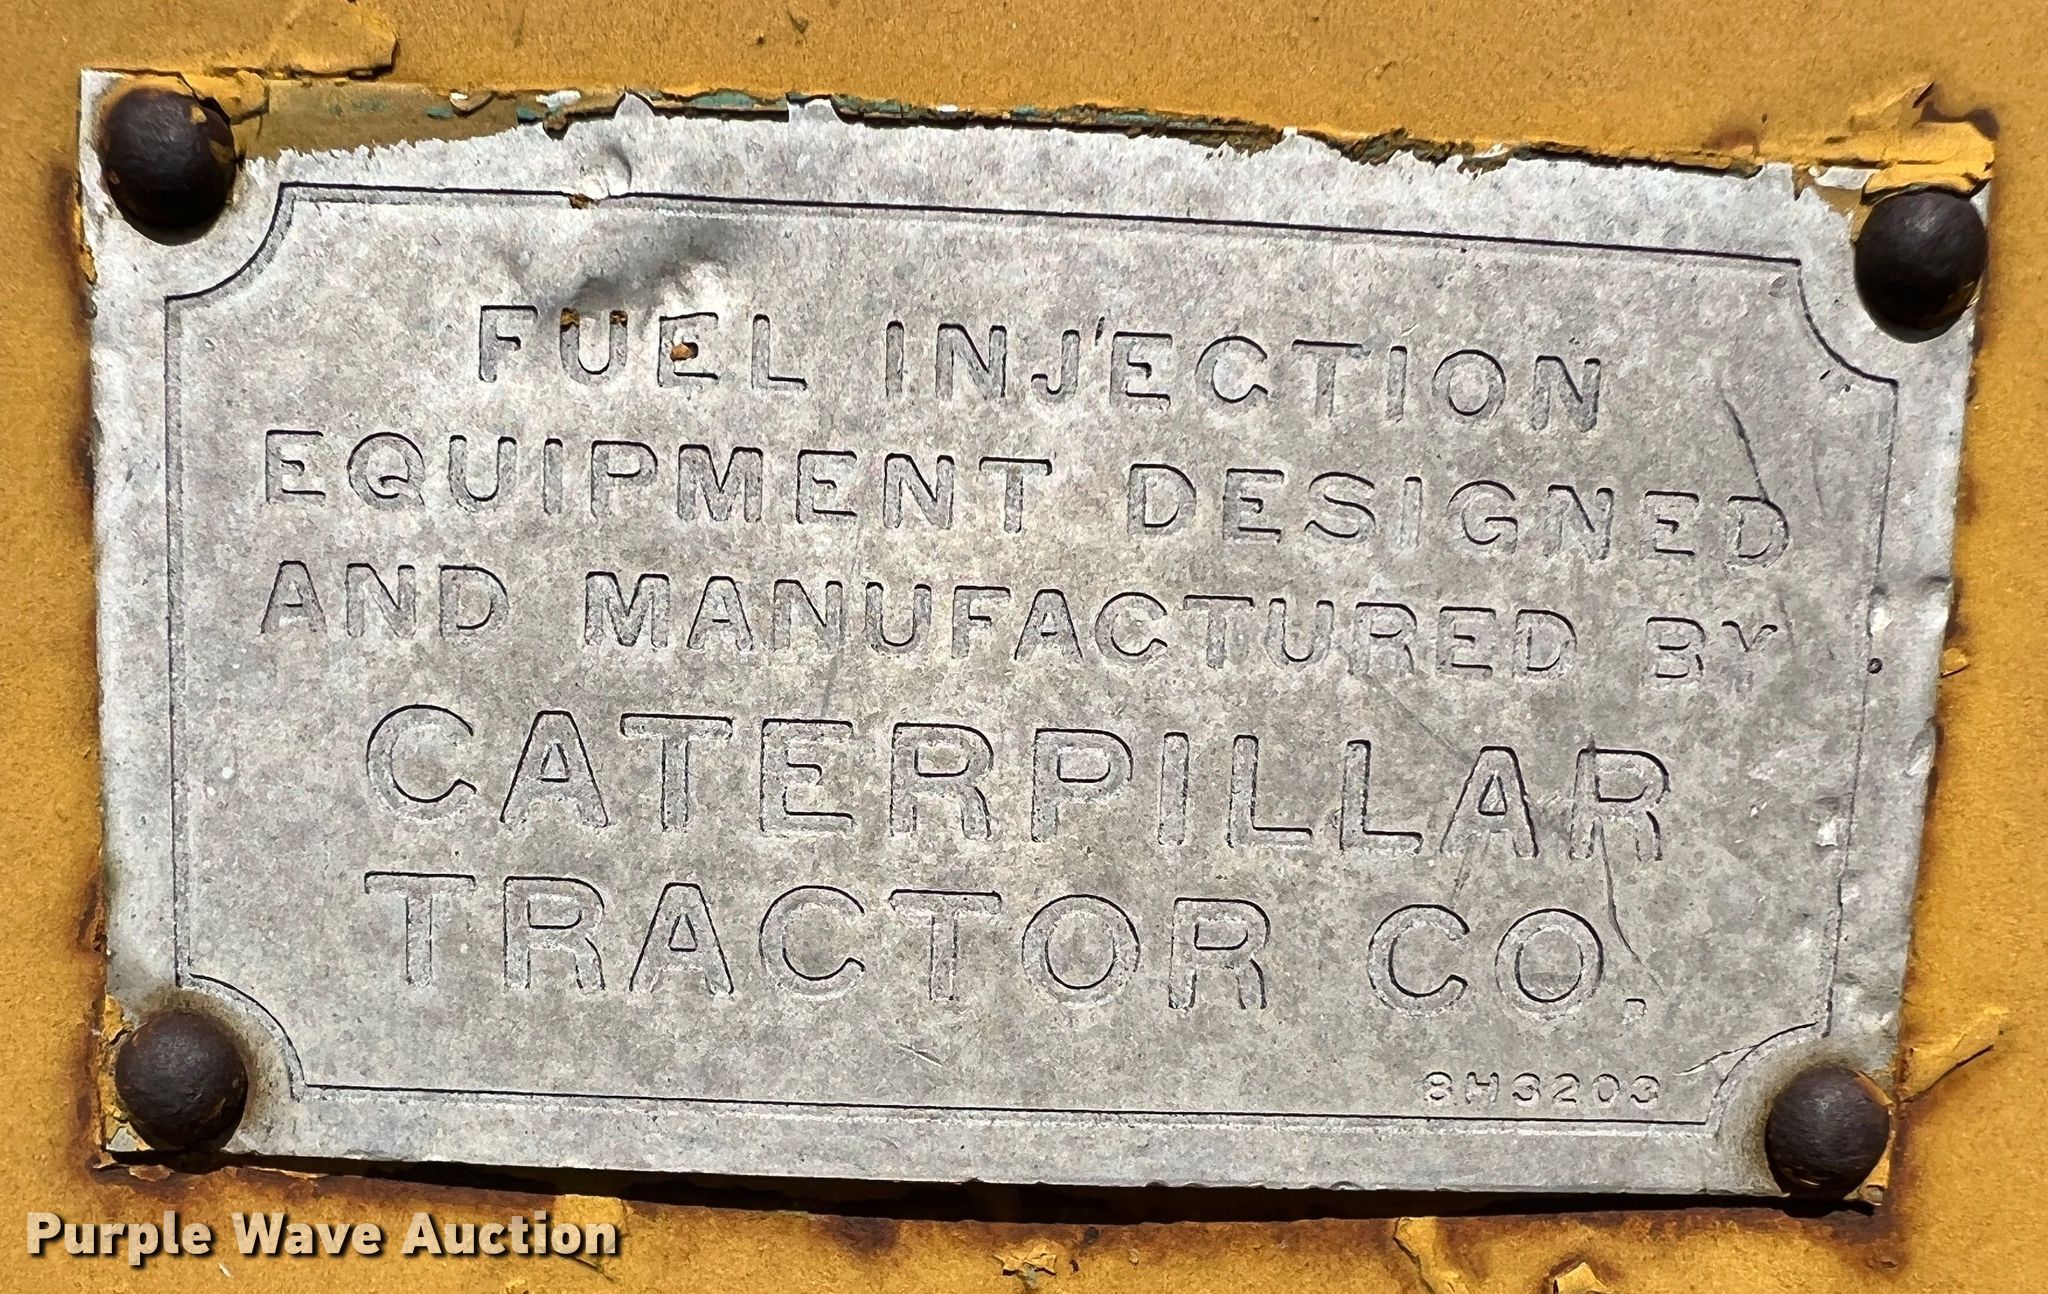 FUEL INJECTION
EQUIPMENT DESIGNED
AND MANUFACTURED BY
CATERPILLAR
TRACTOR CO.
8H3203
Purple Wave Auction